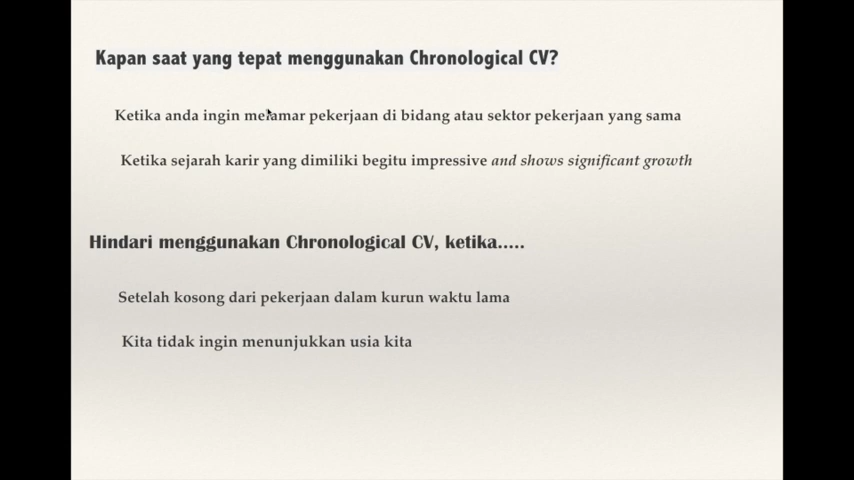 Kapan saat yang tepat menggunakan Chronological CV?
Ketika anda ingin melamar pekerjaan di bidang atau sektor pekerjaan yang sama
Ketika sejarah karir yang dimiliki begitu impressive and shows significant growth
Hindari menggunakan Chronological CV, ketika.....
Setelah kosong dari pekerjaan dalam kurun waktu lama
Kita tidak ingin menunjukkan usia kita